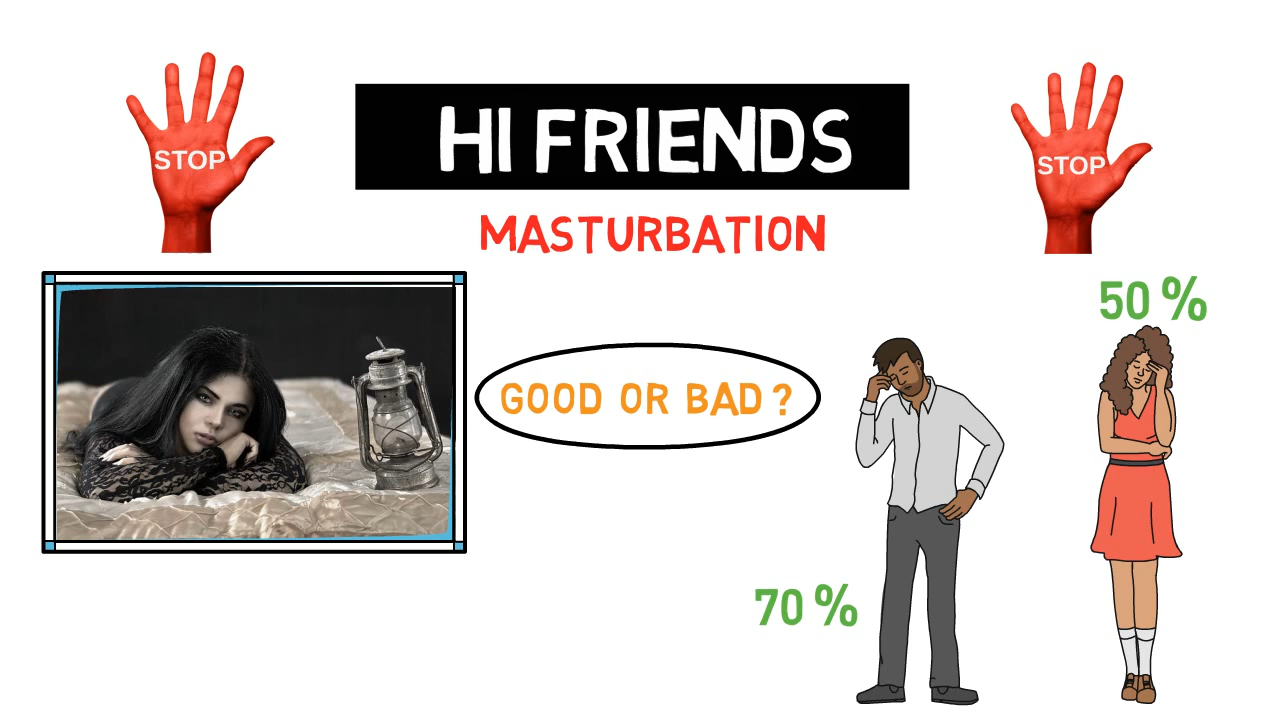 STOP
HI FRIENDS
STOP
MASTURBATION
50 %
GOOD OR BAD ?
70 %